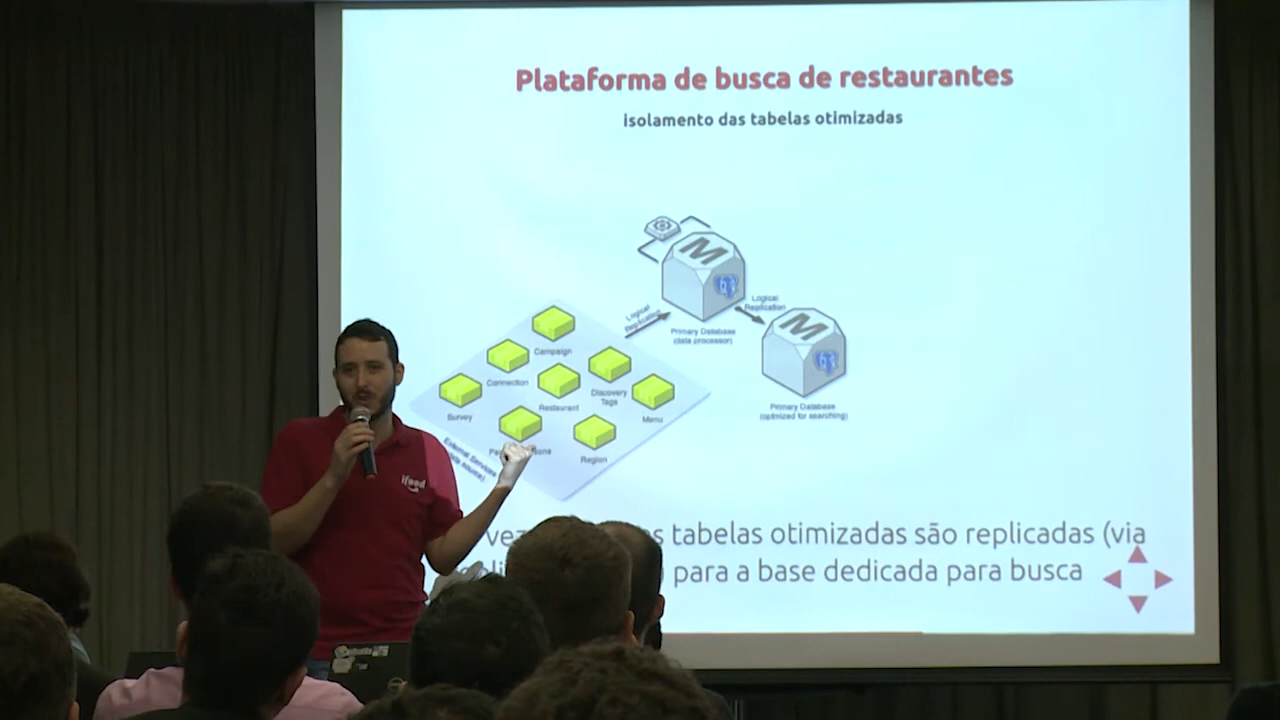 Plataforma de busca de restaurantes
isolamento das tabelas otimizadas
Logical
Replication
Primary Database
(data processor)
Logical
Replication
Primary Database
(optimized for searching)
Campaign
Connection
Discovery
Tags
Survey
Restaurant
Menu
Region
External Services
ifood
vez tabelas otimizadas são replicadas (via
para a base dedicada para busca